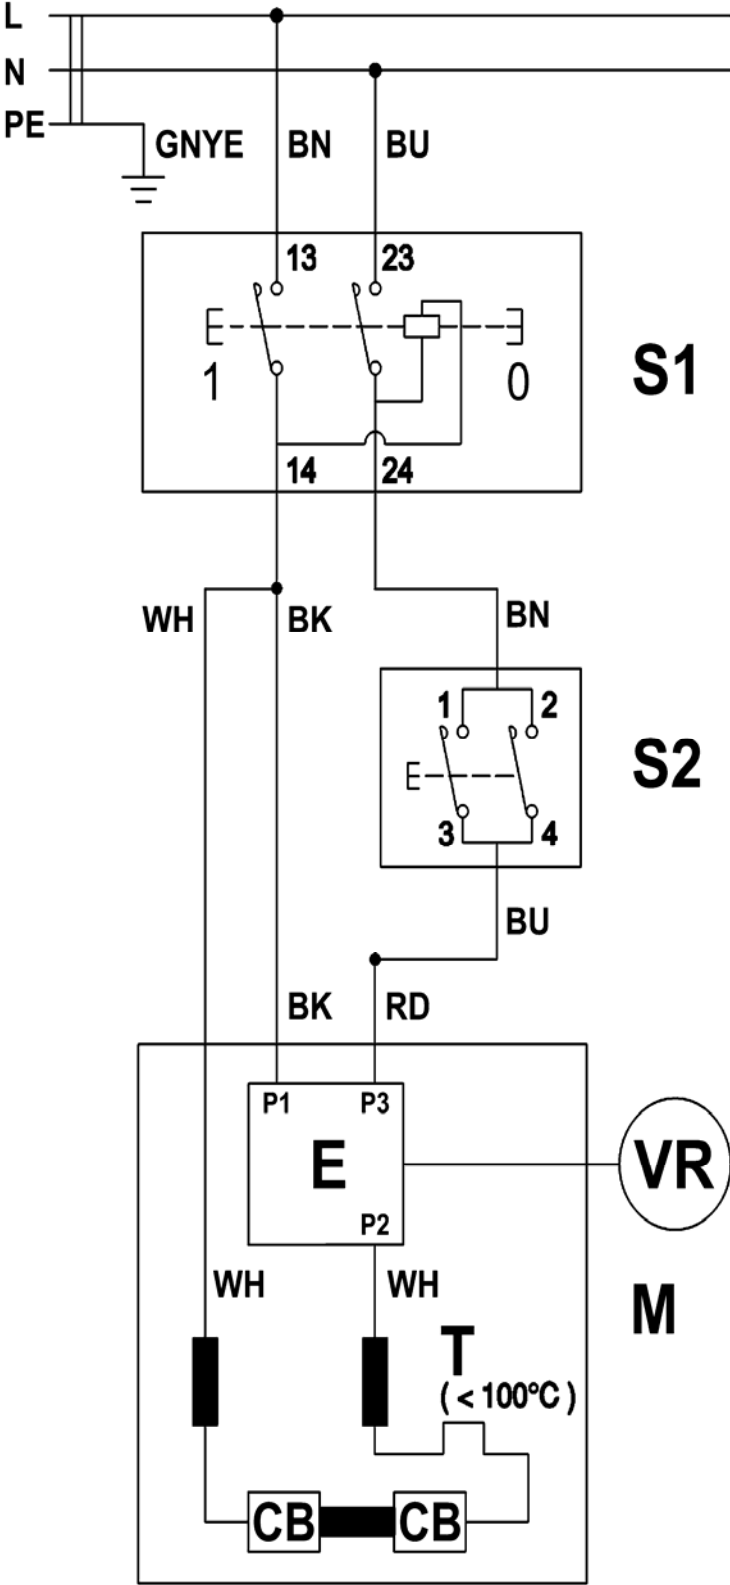 L
N
PE
GNYE BN BU
13 23
1 0
S1
14 24
WH BK BN
1 2
S2
3 4
BU
BK RD
P1 P3
E VR
P2
WH WH
M
T
( < 100°C )
CB CB